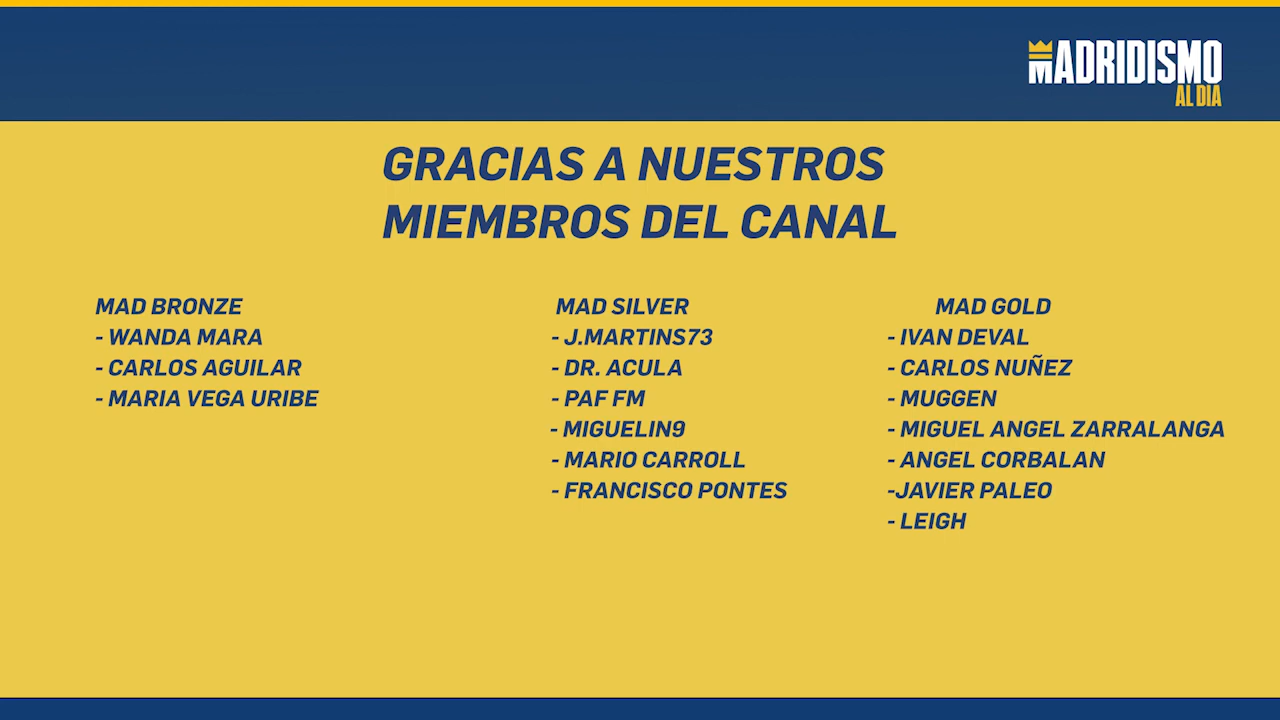 MADRIDISMO
AL DIA
GRACIAS A NUESTROS
MIEMBROS DEL CANAL
MAD BRONZE
- WANDA MARA
- CARLOS AGUILAR
- MARIA VEGA URIBE
MAD SILVER
- J.MARTINS73
- DR. ACULA
- PAF FM
- MIGUELIN9
- MARIO CARROLL
- FRANCISCO PONTES
MAD GOLD
- IVAN DEVAL
- CARLOS NUÑEZ
- MUGGEN
- MIGUEL ANGEL ZARRALANGA
- ANGEL CORBALAN
-JAVIER PALEO
- LEIGH